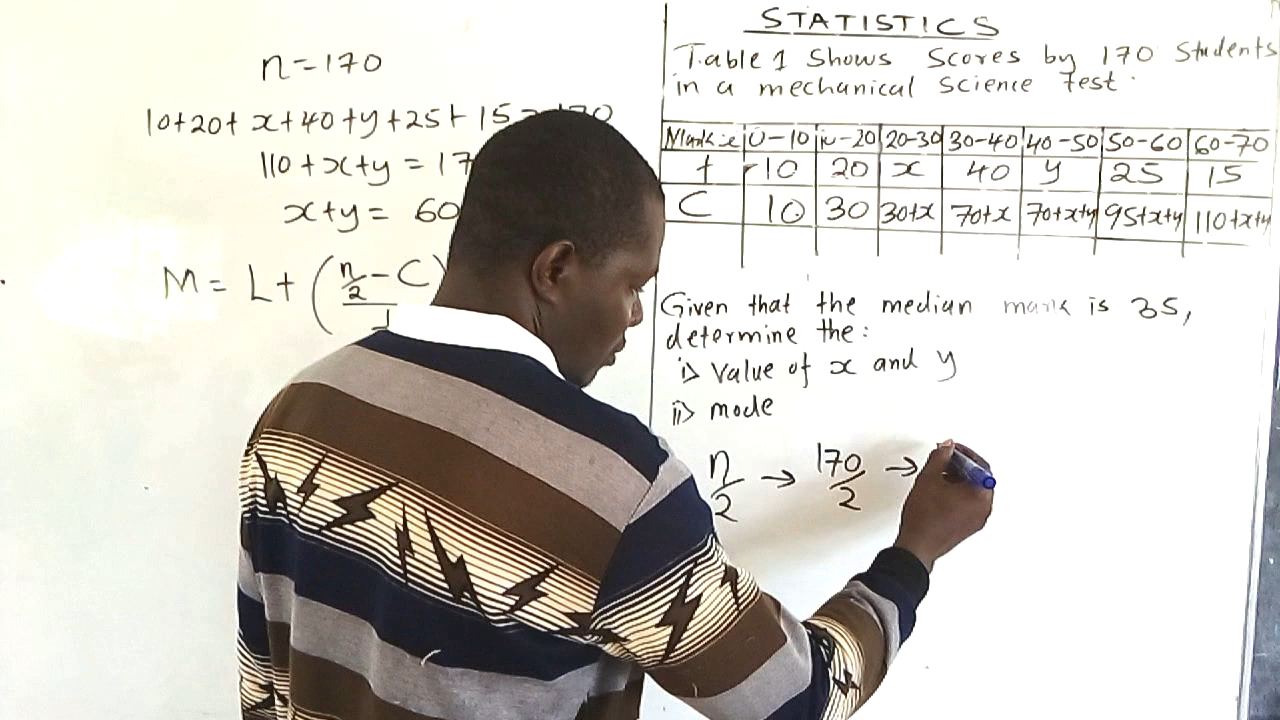 n=170
10+20+x+40+y+25+15=170
110+x+y = 17
x+y = 60
M = L+ (n/2 - C)
STATISTICS
Table 1 Shows Scores by 170 Students
in a mechanical science test.
Marks 0-10 10-20 20-30 30-40 40-50 50-60 60-70
f 10 20 x 40 y 25 15
C 10 30 30+x 70+x 70+x+y 95+x+y 110+x+y
Given that the median mark is 35,
determine the:
i> value of x and y
ii> mode
n/2 → 170/2 →